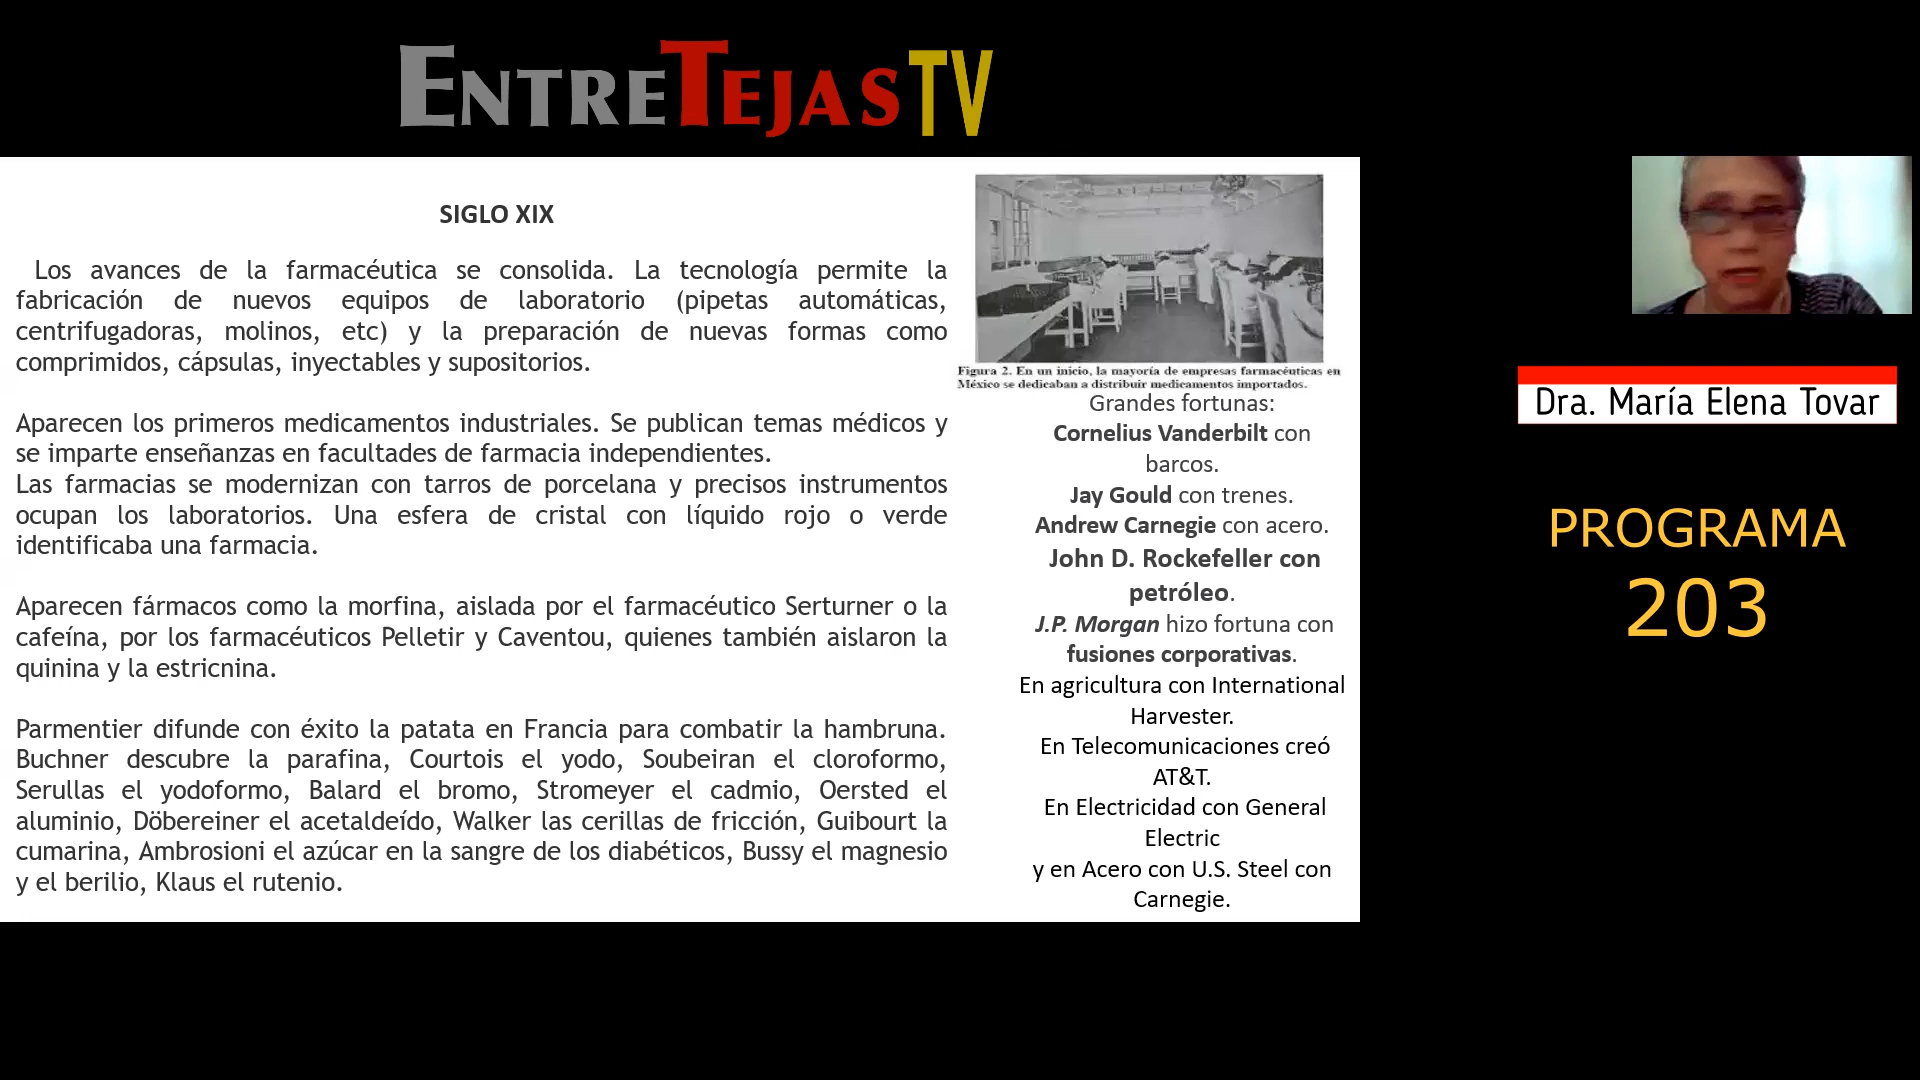 ENTRETEJASTV
SIGLO XIX
Los avances de la farmacéutica se consolida. La tecnología permite la
fabricación de nuevos equipos de laboratorio (pipetas automáticas,
centrifugadoras, molinos, etc) y la preparación de nuevas formas como
comprimidos, cápsulas, inyectables y supositorios.
Aparecen los primeros medicamentos industriales. Se publican temas médicos y
se imparte enseñanzas en facultades de farmacia independientes.
Las farmacias se modernizan con tarros de porcelana y precisos instrumentos
ocupan los laboratorios. Una esfera de cristal con líquido rojo o verde
identificaba una farmacia.
Aparecen fármacos como la morfina, aislada por el farmacéutico Serturner o la
cafeína, por los farmacéuticos Pelletir y Caventou, quienes también aislaron la
quinina y la estricnina.
Parmentier difunde con éxito la patata en Francia para combatir la hambruna.
Buchner descubre la parafina, Courtois el yodo, Soubeiran el cloroformo,
Serullas el yodoformo, Balard el bromo, Stromeyer el cadmio, Oersted el
aluminio, Döbereiner el acetaldeído, Walker las cerillas de fricción, Guibourt la
cumarina, Ambrosioni el azúcar en la sangre de los diabéticos, Bussy el magnesio
y el berilio, Klaus el rutenio.
Figura 2. En un inicio, la mayoría de empresas farmacéuticas en
México se dedicaban a distribuir medicamentos importados.
Grandes fortunas:
Cornelius Vanderbilt con
barcos.
Jay Gould con trenes.
Andrew Carnegie con acero.
John D. Rockefeller con
petróleo.
J.P. Morgan hizo fortuna con
fusiones corporativas.
En agricultura con International
Harvester.
En Telecomunicaciones creó
AT&T.
En Electricidad con General
Electric
y en Acero con U.S. Steel con
Carnegie.
Dra. María Elena Tovar
PROGRAMA
203